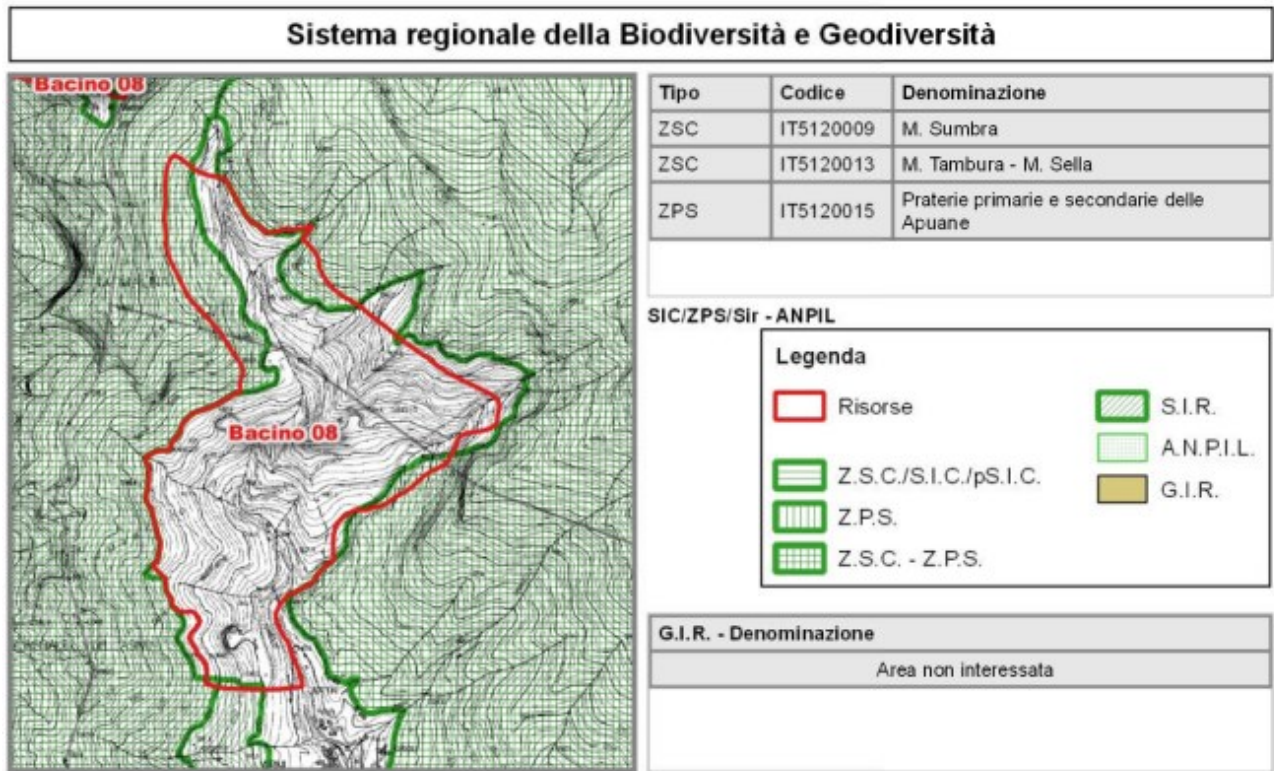 Sistema regionale della Biodiversità e Geodiversità
Bacino 08
Bacino 08
Tipo Codice Denominazione
ZSC IT5120009 M. Sumbra
ZSC IT5120013 M. Tambura - M. Sella
ZPS IT5120015 Praterie primarie e secondarie delle
Apuane
SIC/ZPS/Sir - ANPIL
Legenda
Risorse
Z.S.C./S.I.C./pS.I.C.
Z.P.S.
Z.S.C. - Z.P.S.
S.I.R.
A.N.P.I.L.
G.I.R.
G.I.R. - Denominazione
Area non interessata